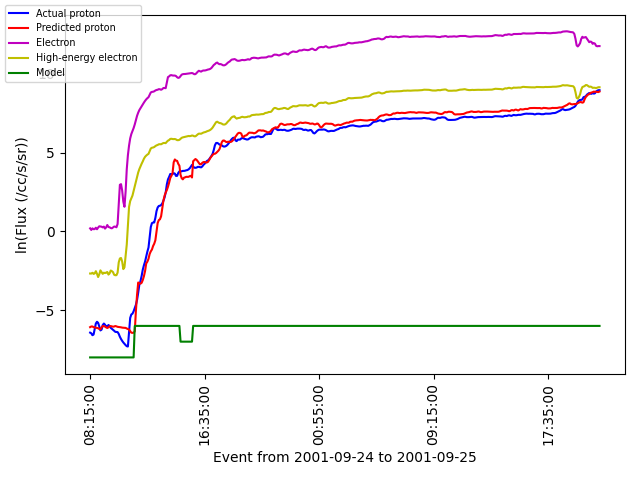 Actual proton
Predicted proton
Electron
High-energy electron
Model
5
0
−5
ln(Flux (/cc/s/sr))
08:15:00
16:35:00
00:55:00
09:15:00
17:35:00
Event from 2001-09-24 to 2001-09-25